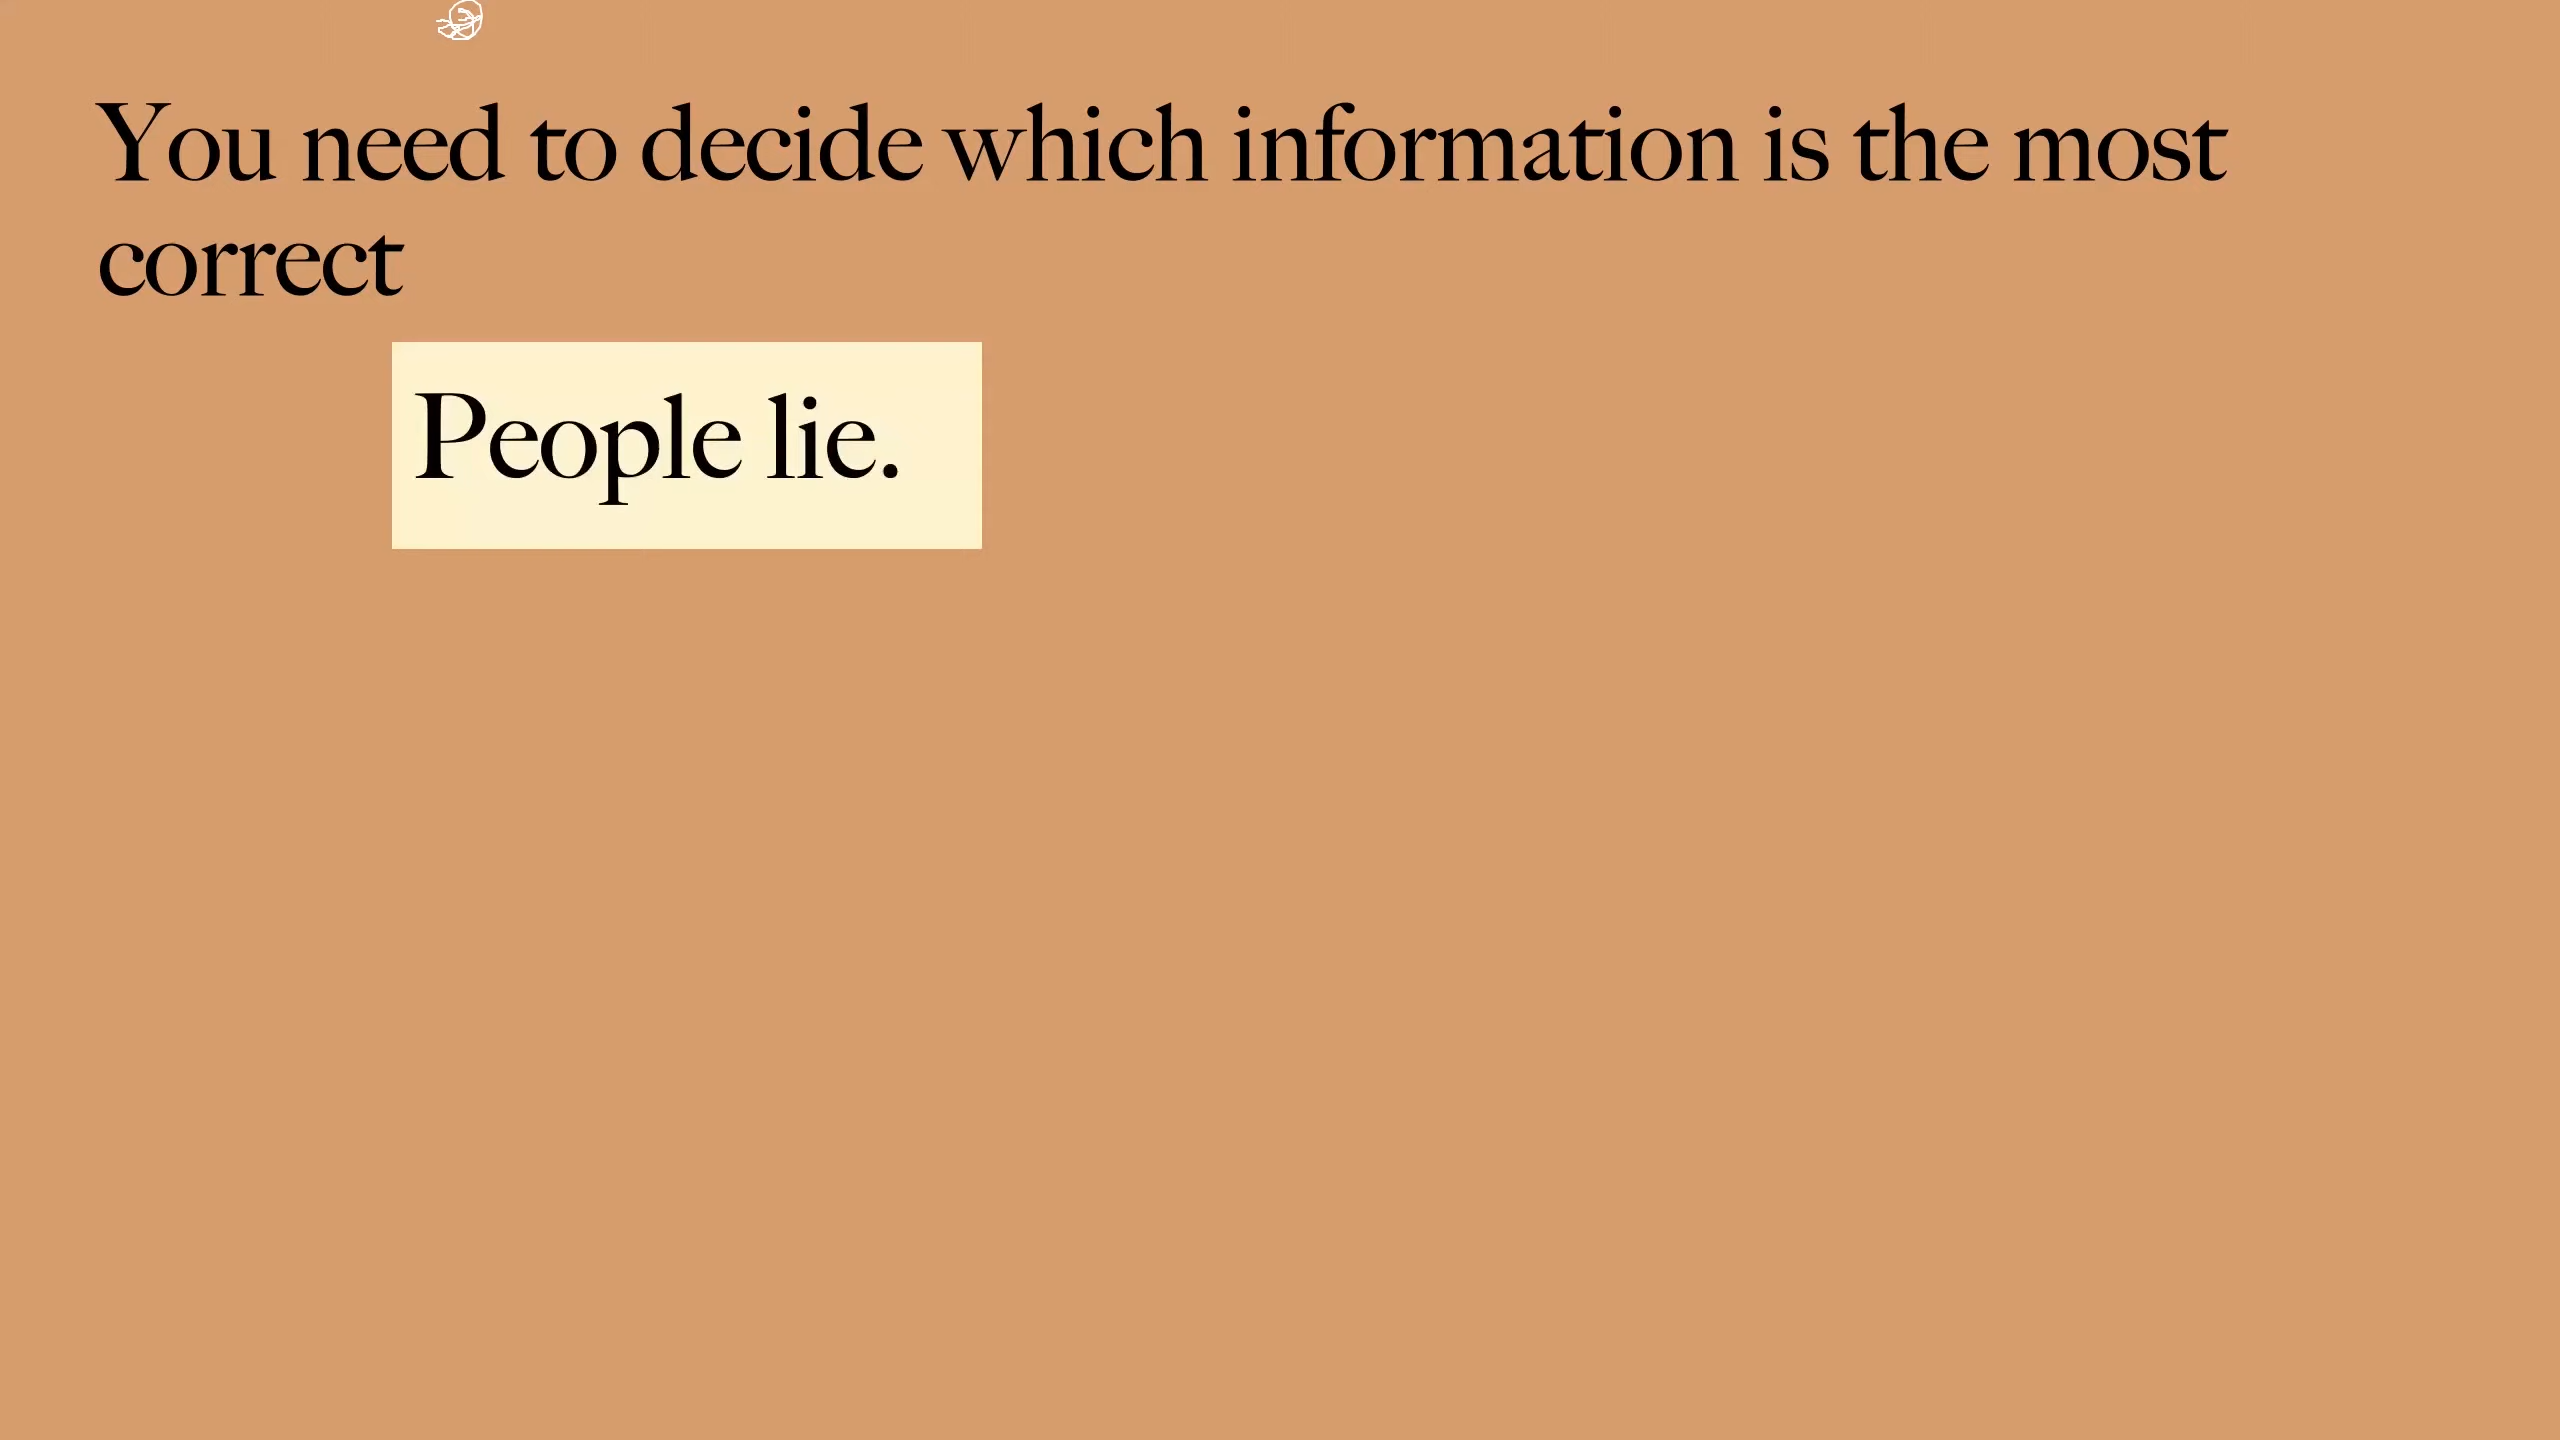 You need to decide which information is the most
correct
People lie.